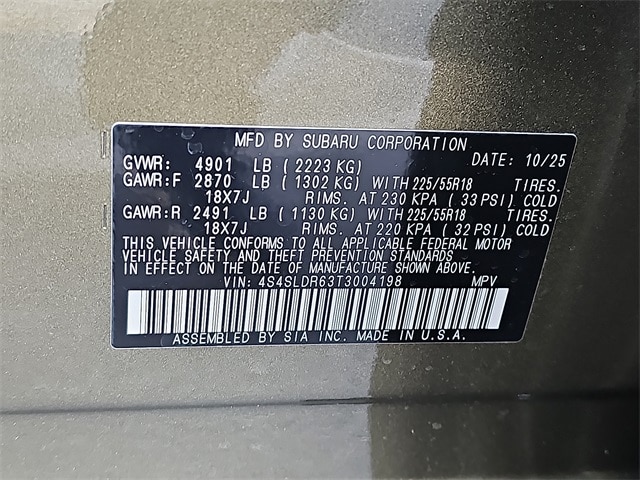 MFD BY SUBARU CORPORATION
GVWR: 4901 LB ( 2223 KG) DATE: 10/25
GAWR:F 2870 LB ( 1302 KG) WITH 225/55R18 TIRES.
18X7J RIMS. AT 230 KPA ( 33 PSI) COLD
GAWR:R 2491 LB ( 1130 KG) WITH 225/55R18 TIRES.
18X7J RIMS. AT 220 KPA ( 32 PSI) COLD
THIS VEHICLE CONFORMS TO ALL APPLICABLE FEDERAL MOTOR
VEHICLE SAFETY AND THEFT PREVENTION STANDARDS
IN EFFECT ON THE DATE OF MANUFACTURE SHOWN ABOVE.
VIN: 4S4SLDR63T3004198 MPV
ASSEMBLED BY SIA INC. MADE IN U.S.A.